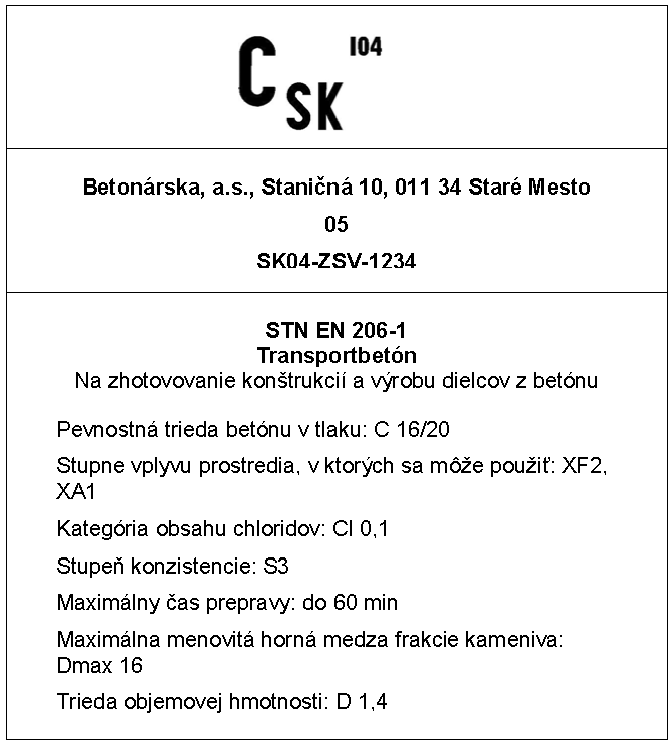 C SK I04
Betonárska, a.s., Staničná 10, 011 34 Staré Mesto
05
SK04-ZSV-1234
STN EN 206-1
Transportbetón
Na zhotovovanie konštrukcií a výrobu dielcov z betónu
Pevnostná trieda betónu v tlaku: C 16/20
Stupne vplyvu prostredia, v ktorých sa môže použiť: XF2,
XA1
Kategória obsahu chloridov: Cl 0,1
Stupeň konzistencie: S3
Maximálny čas prepravy: do 60 min
Maximálna menovitá horná medza frakcie kameniva:
Dmax 16
Trieda objemovej hmotnosti: D 1,4